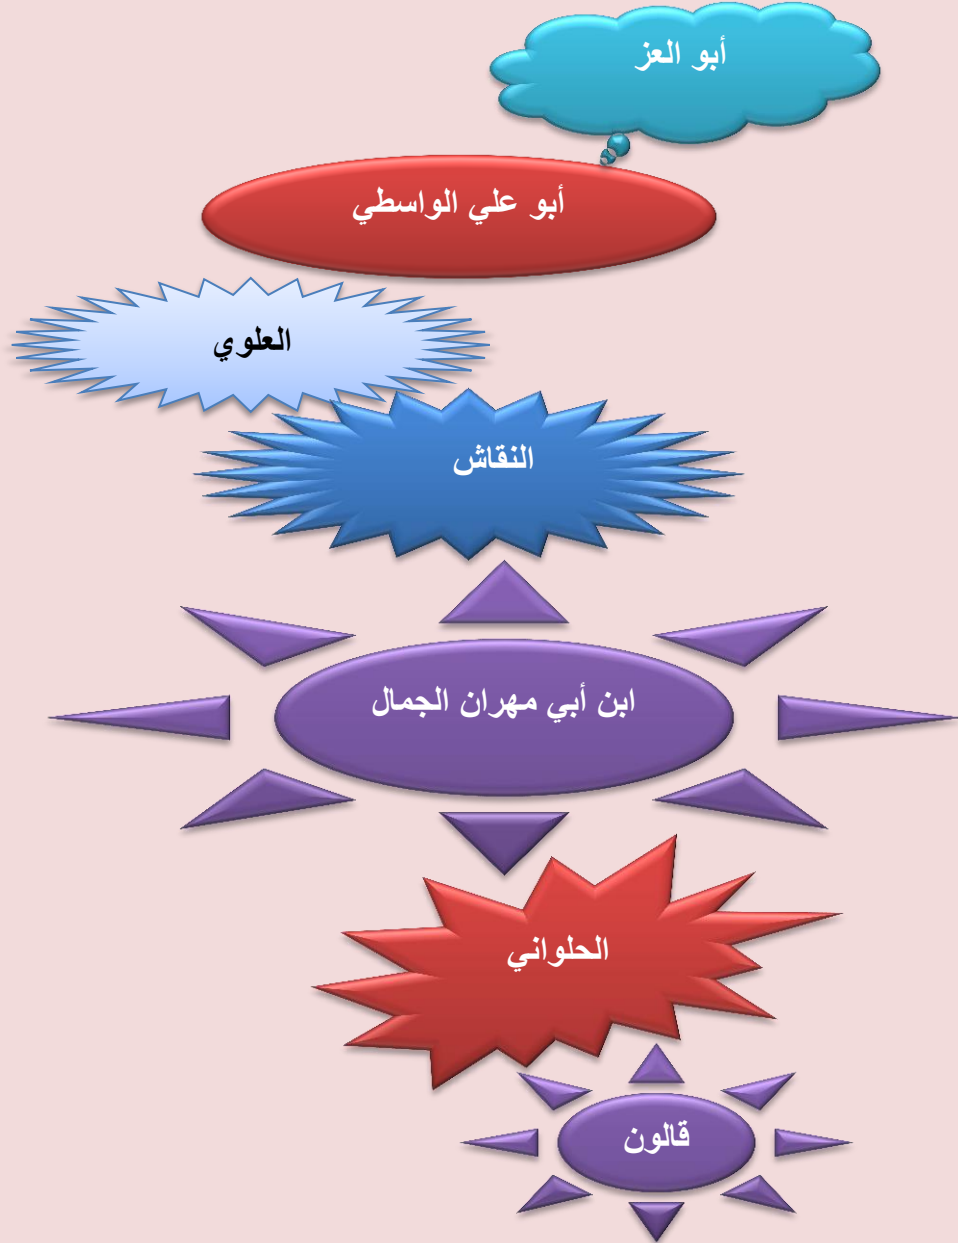 أبو العز
أبو علي الواسطي
العلوي
النقاش
ابن أبي مهران الجمال
الحلواني
قالون